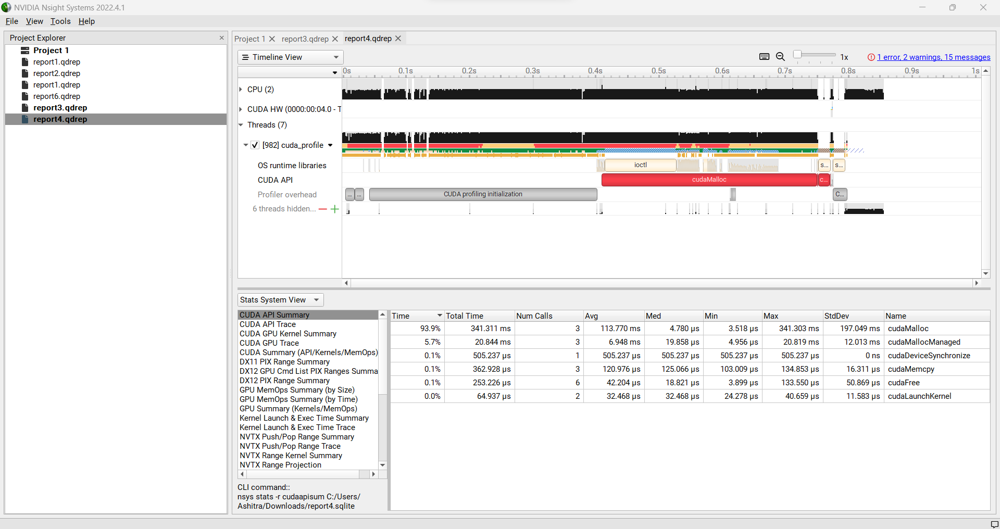 NVIDIA Nsight Systems 2022.4.1
File View Tools Help
Project Explorer
Project 1
report1.qdrep
report2.qdrep
report1.qdrep
report6.qdrep
report3.qdrep
report4.qdrep
Project 1 report3.qdrep report4.qdrep
Timeline View 1x 1 error, 2 warnings, 15 messages
0s 0.1s 0.2s 0.3s 0.4s 0.5s 0.6s 0.7s 0.8s 0.9s 1s
CPU (2)
CUDA HW (0000:00:04.0 - T
Threads (7)
[982] cuda_profile
OS runtime libraries ioctl s... s...
CUDA API cudaMalloc c...
Profiler overhead ... ... CUDA profiling initialization C...
6 threads hidden...
Stats System View
CUDA API Summary
CUDA API Trace
CUDA GPU Kernel Summary
CUDA GPU Trace
CUDA Summary (API/Kernels/MemOps)
DX11 PIX Range Summary
DX12 GPU Cmd List PIX Ranges Summa
DX12 PIX Range Summary
GPU MemOps Summary (by Size)
GPU MemOps Summary (by Time)
GPU Summary (Kernels/MemOps)
Kernel Launch & Exec Time Summary
Kernel Launch & Exec Time Trace
NVTX Push/Pop Range Summary
NVTX Push/Pop Range Trace
NVTX Range Kernel Summary
NVTX Range Projection
CLI command::
nsys stats -r cudaapisum C:/Users/
Ashitra/Downloads/report4.sqlite
Time Total Time Num Calls Avg Med Min Max StdDev Name
93.9% 341.311 ms 3 113.770 ms 4.780 μs 3.518 μs 341.303 ms 197.049 ms cudaMalloc
5.7% 20.844 ms 3 6.948 ms 19.858 μs 4.956 μs 20.819 ms 12.013 ms cudaMallocManaged
0.1% 505.237 μs 1 505.237 μs 505.237 μs 505.237 μs 505.237 μs 0 ns cudaDeviceSynchronize
0.1% 362.928 μs 3 120.976 μs 125.066 μs 103.009 μs 134.853 μs 16.311 μs cudaMemcpy
0.1% 253.226 μs 6 42.204 μs 18.821 μs 3.899 μs 133.550 μs 50.869 μs cudaFree
0.0% 64.937 μs 2 32.468 μs 32.468 μs 24.278 μs 40.659 μs 11.583 μs cudaLaunchKernel